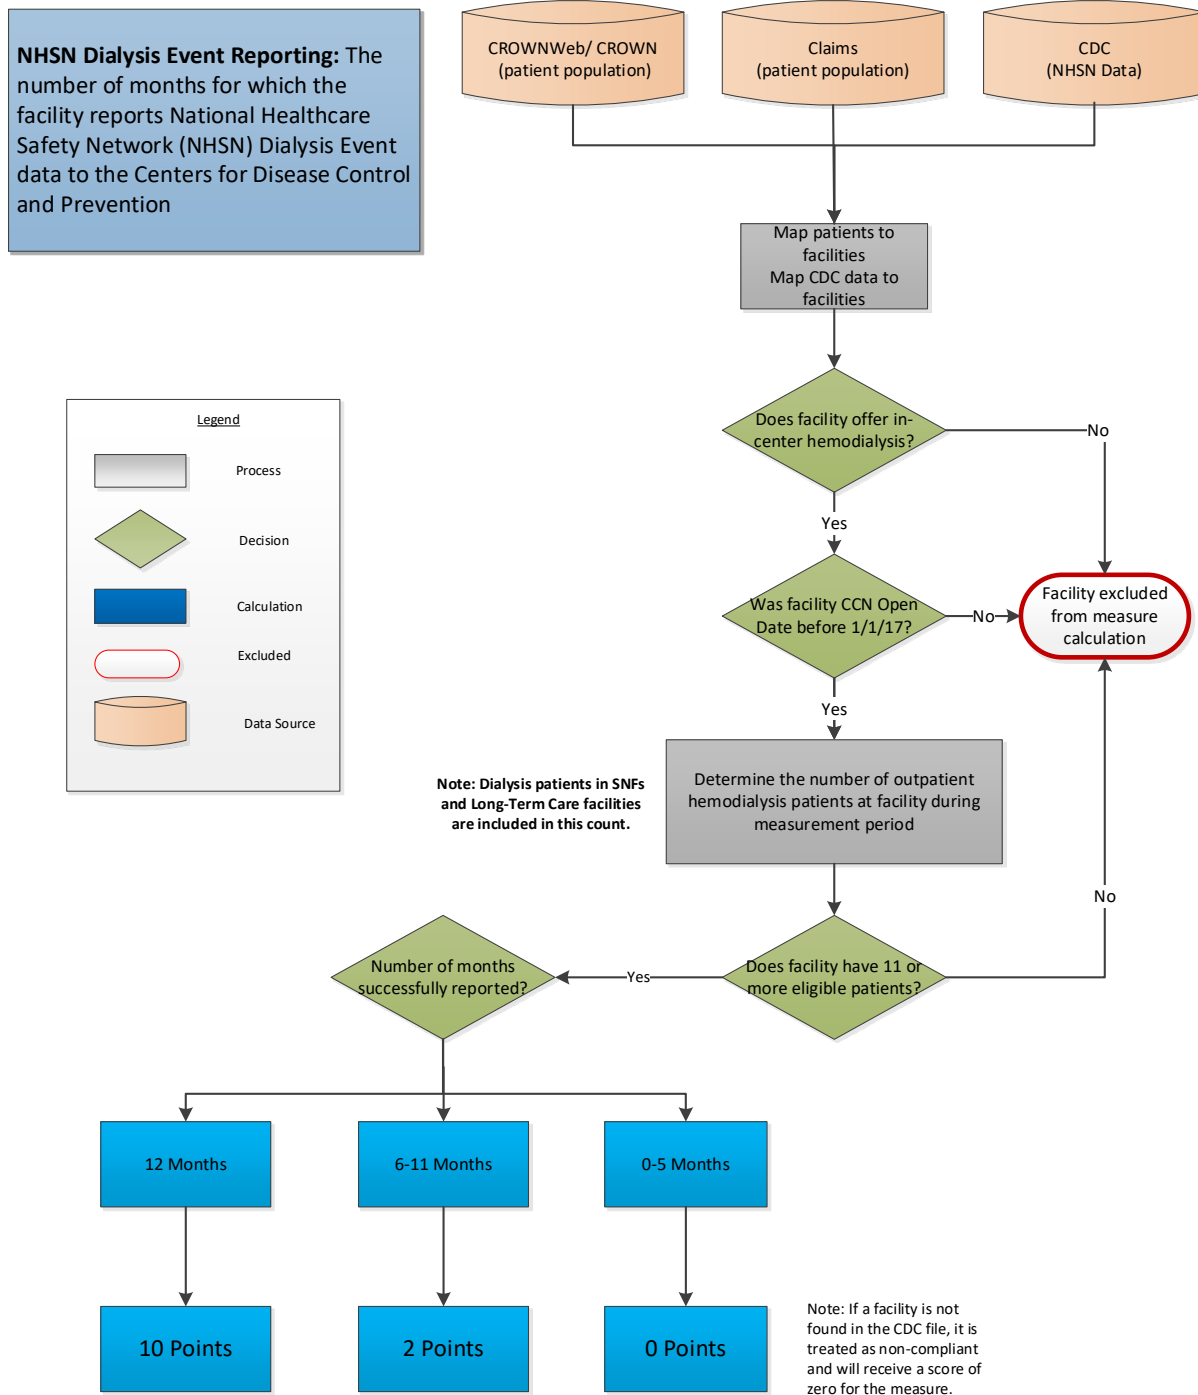 NHSN Dialysis Event Reporting: The
number of months for which the
facility reports National Healthcare
Safety Network (NHSN) Dialysis Event
data to the Centers for Disease Control
and Prevention
CROWNWeb/ CROWN
(patient population)
Claims
(patient population)
CDC
(NHSN Data)
Map patients to
facilities
Map CDC data to
facilities
Legend
Process
Decision
Calculation
Excluded
Data Source
Does facility offer in-
center hemodialysis?
No
Yes
Was facility CCN Open
Date before 1/1/17?
No
Facility excluded
from measure
calculation
Yes
Note: Dialysis patients in SNFs
and Long-Term Care facilities
are included in this count.
Determine the number of outpatient
hemodialysis patients at facility during
measurement period
No
Does facility have 11 or
more eligible patients?
Yes
Number of months
successfully reported?
12 Months
6-11 Months
0-5 Months
10 Points
2 Points
0 Points
Note: If a facility is not
found in the CDC file, it is
treated as non-compliant
and will receive a score of
zero for the measure.